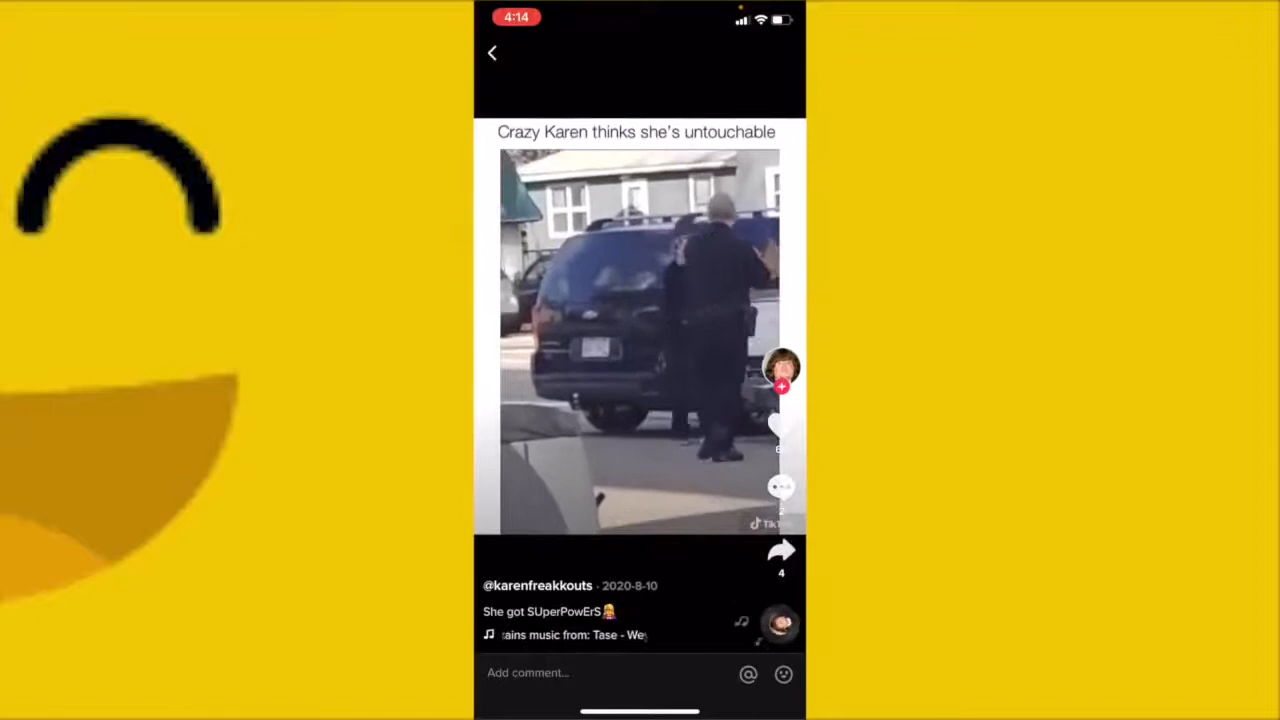 4:14
Crazy Karen thinks she's untouchable
TikTok
4
@karenfreakkouts · 2020-8-10
She got SUperPowErS
ains music from: Tase - We
Add comment...